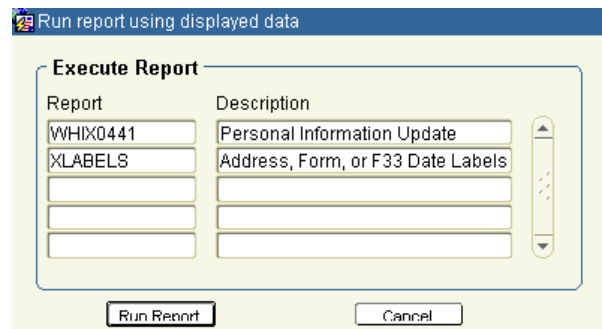 Run report using displayed data
Execute Report
Report Description
WHIX0441 Personal Information Update
XLABELS Address, Form, or F33 Date Labels
Run Report Cancel